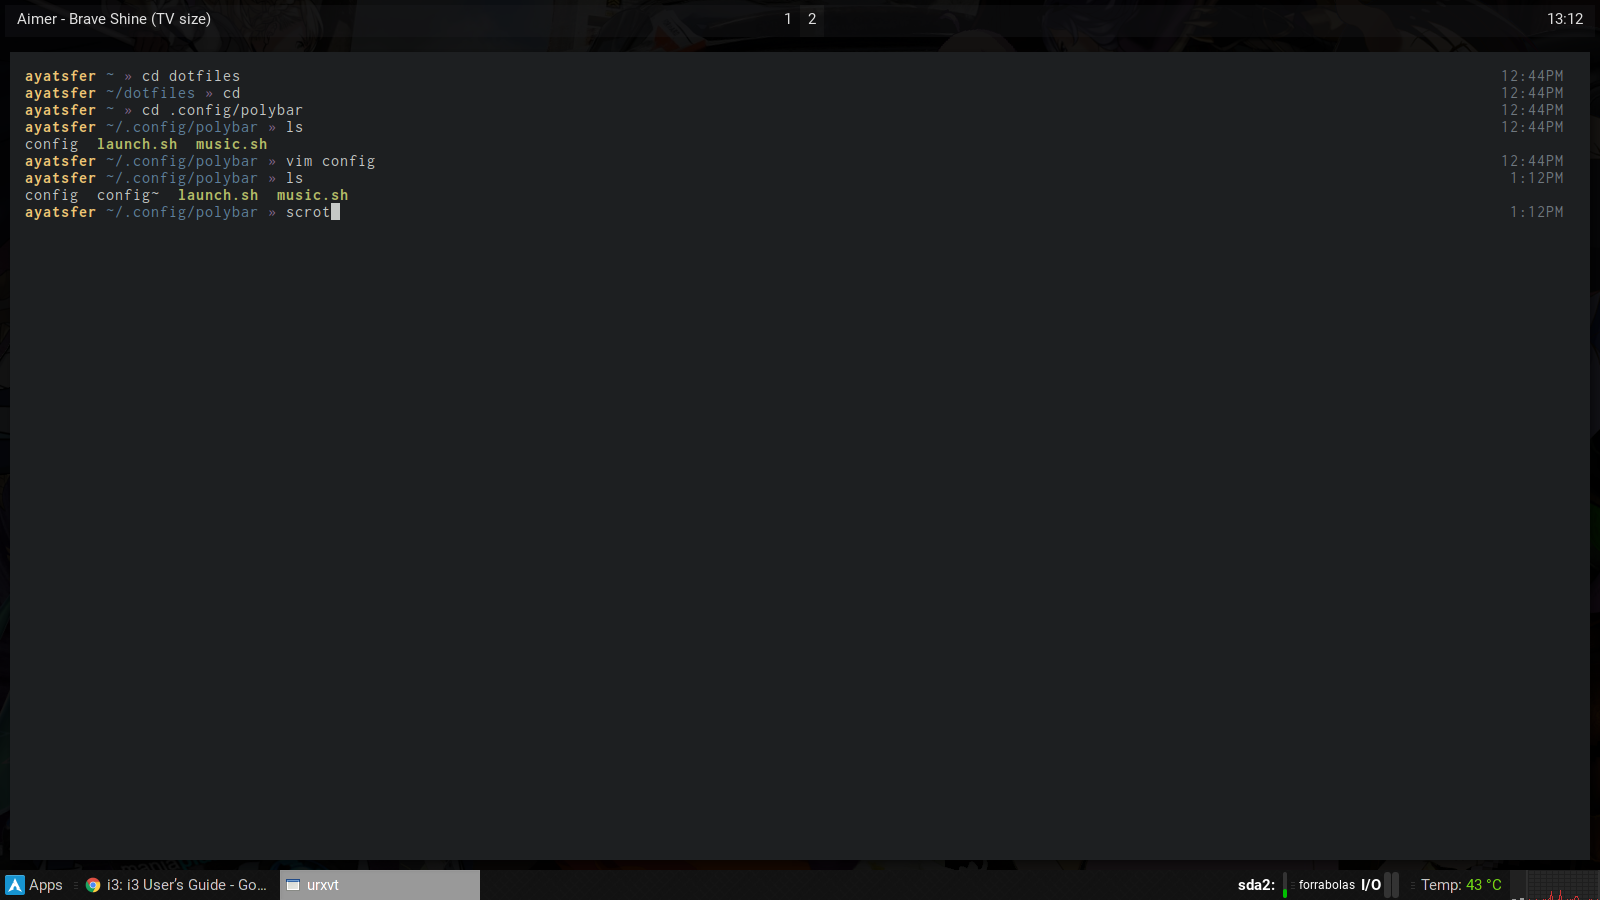 Aimer - Brave Shine (TV size) 1 2 13:12
ayatsfer ~ » cd dotfiles 12:44PM
ayatsfer ~/dotfiles » cd 12:44PM
ayatsfer ~ » cd .config/polybar 12:44PM
ayatsfer ~/.config/polybar » ls 12:44PM
config launch.sh music.sh
ayatsfer ~/.config/polybar » vim config 12:44PM
ayatsfer ~/.config/polybar » ls 1:12PM
config config~ launch.sh music.sh
ayatsfer ~/.config/polybar » scrot 1:12PM
Apps i3: i3 User’s Guide - Go... urxvt sda2: forrabolas I/O Temp: 43 °C